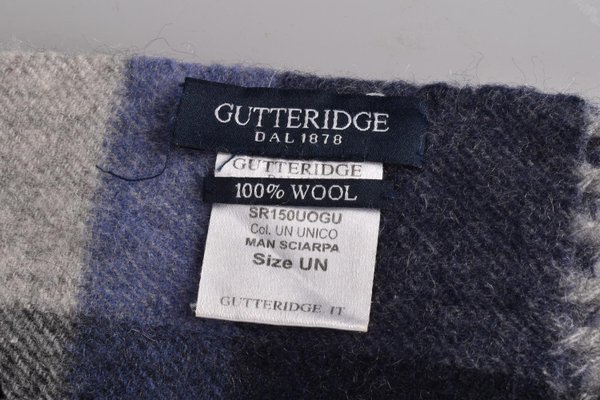 GUTTERIDGE
DAL 1878
GUTTERIDGE
100% WOOL
SR150UOGU
Col. UN UNICO
MAN SCIARPA
Size UN
GUTTERIDGE. IT